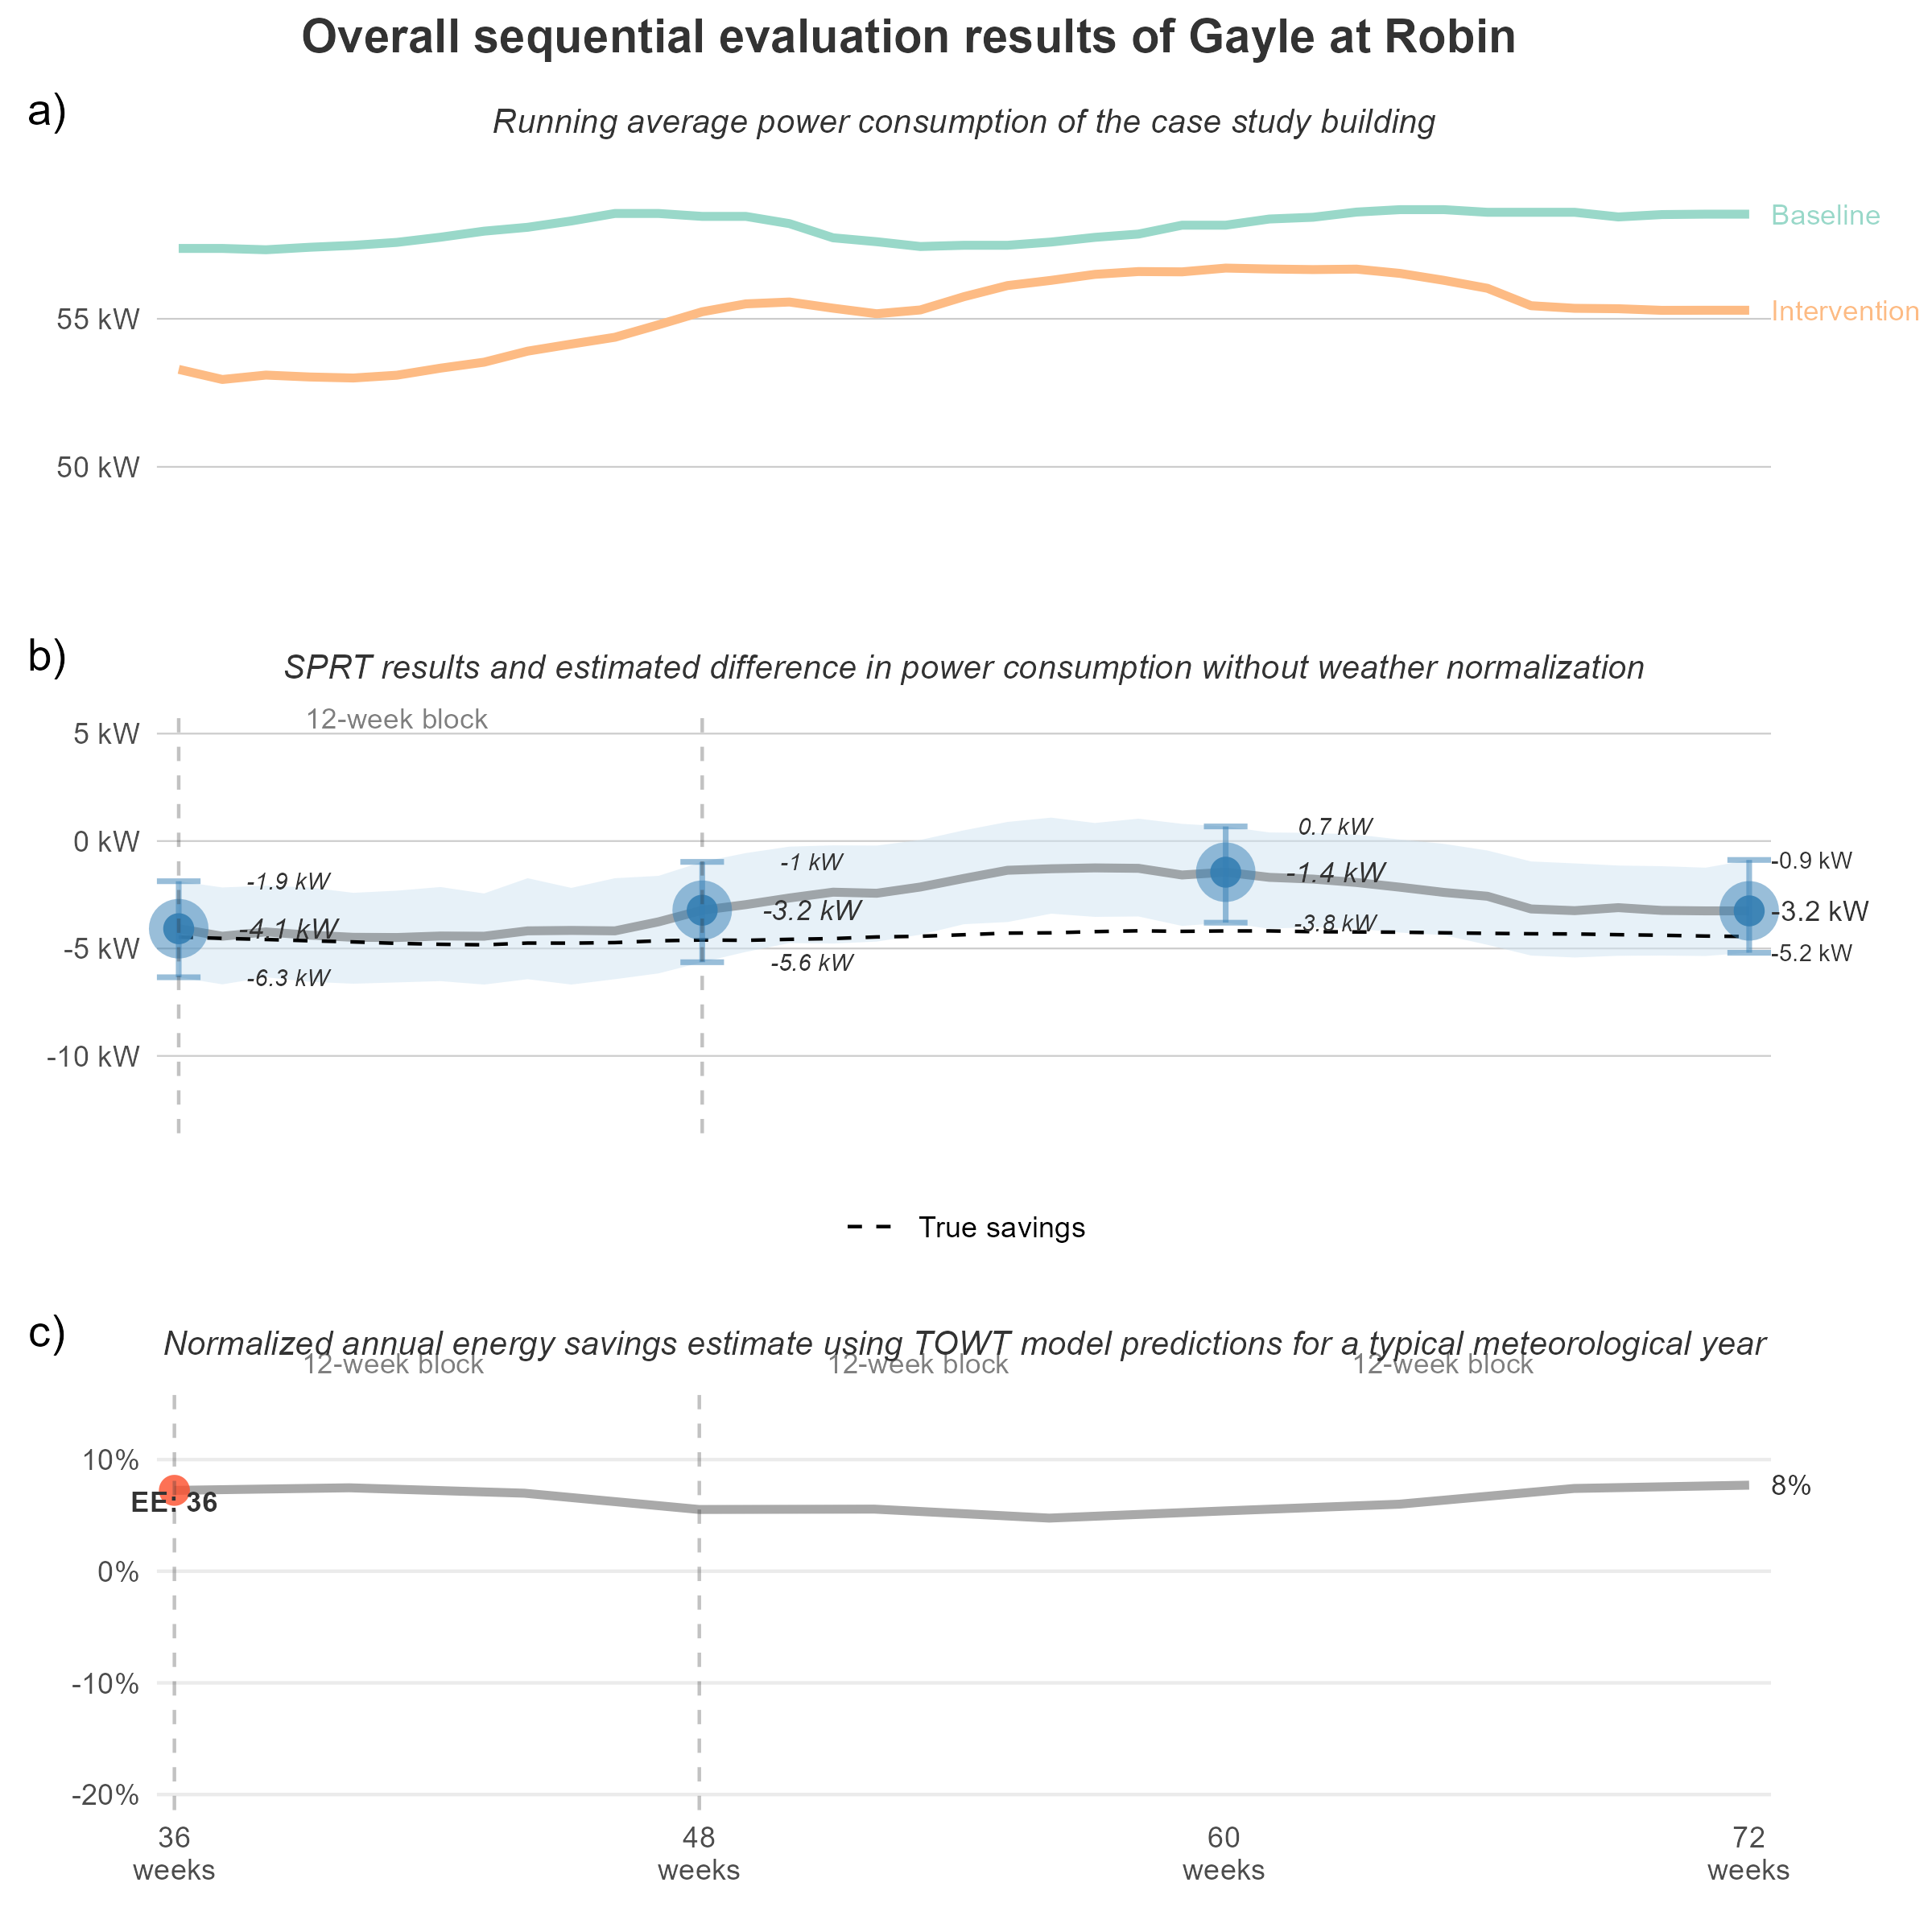 Overall sequential evaluation results of Gayle at Robin
a)
Running average power consumption of the case study building
Baseline
55 kW
Intervention
50 kW
b)
SPRT results and estimated difference in power consumption without weather normalization
12-week block
5 kW
0 kW
-5 kW
-10 kW
-1.9 kW
-4.1 kW
-6.3 kW
-1 kW
-3.2 kW
-5.6 kW
0.7 kW
-1.4 kW
-3.8 kW
-0.9 kW
-3.2 kW
-5.2 kW
True savings
c)
Normalized annual energy savings estimate using TOWT model predictions for a typical meteorological year
12-week block
12-week block
12-week block
10%
EE: 36
8%
0%
-10%
-20%
36
weeks
48
weeks
60
weeks
72
weeks